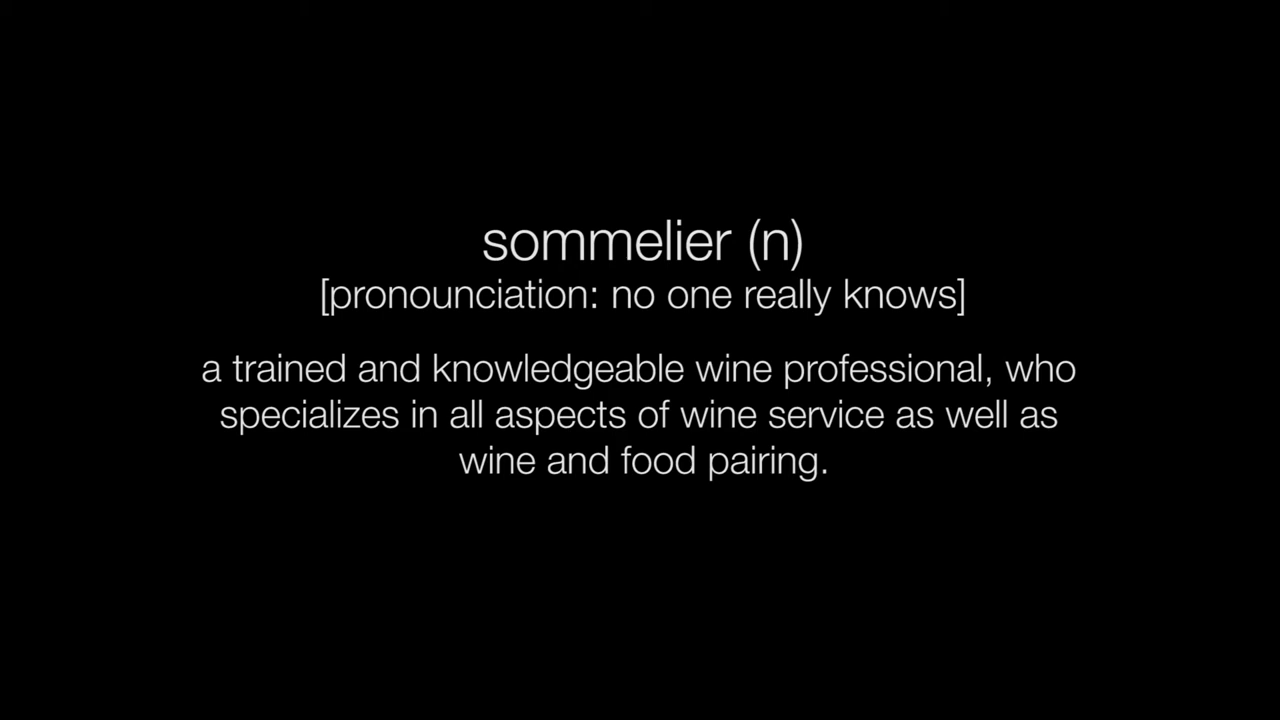 sommelier (n)
[pronounciation: no one really knows]
a trained and knowledgeable wine professional, who
specializes in all aspects of wine service as well as
wine and food pairing.